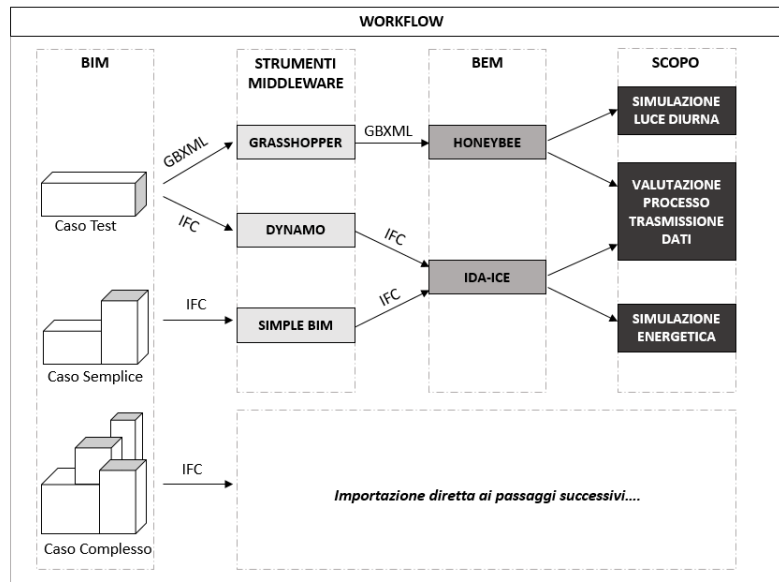 WORKFLOW
BIM
STRUMENTI
MIDDLEWARE
BEM
SCOPO
GBXML
GRASSHOPPER
GBXML
HONEYBEE
SIMULAZIONE
LUCE DIURNA
Caso Test
IFC
DYNAMO
IFC
VALUTAZIONE
PROCESSO
TRASMISSIONE
DATI
IDA-ICE
IFC
SIMPLE BIM
IFC
SIMULAZIONE
ENERGETICA
Caso Semplice
IFC
Importazione diretta ai passaggi successivi....
Caso Complesso